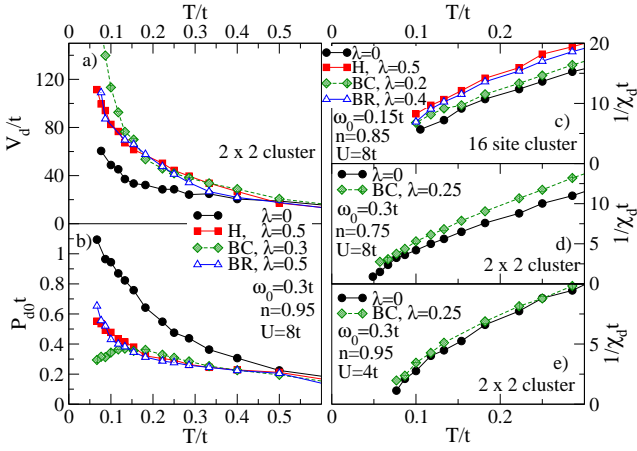 T/t
0 0.1 0.2 0.3 0.4 0.5
T/t
0 0.1 0.2
a)
V_d/t
120
80
40
0
2 x 2 cluster
λ=0
H, λ=0.5
BC, λ=0.3
BR, λ=0.5
ω_0=0.3t
n=0.95
U=8t
b)
P_d0 t
1
0.8
0.6
0.4
0.2
0
0 0.1 0.2 0.3 0.4 0.5
T/t
λ=0
H, λ=0.5
BC, λ=0.2
BR, λ=0.4
ω_0=0.15t
n=0.85
U=8t
c)
16 site cluster
20
10
0
1/χ_d t
λ=0
BC, λ=0.25
ω_0=0.3t
n=0.75
U=8t
d)
2 x 2 cluster
10
0
1/χ_d t
λ=0
BC, λ=0.25
ω_0=0.3t
n=0.95
U=4t
e)
2 x 2 cluster
5
0
1/χ_d t
0 0.1 0.2
T/t